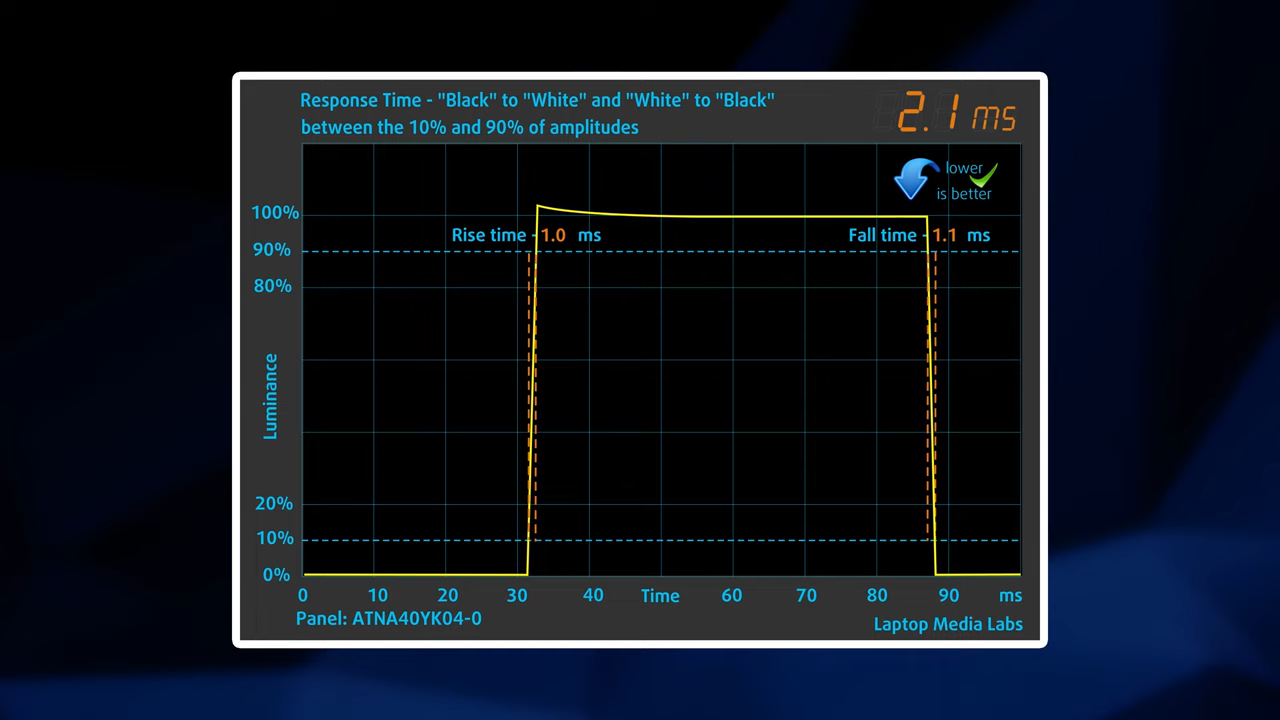 Response Time - "Black" to "White" and "White" to "Black"
between the 10% and 90% of amplitudes
2.1 ms
lower
is better
100%
Rise time - 1.0 ms
Fall time - 1.1 ms
90%
80%
Luminance
20%
10%
0%
0 10 20 30 40 Time 60 70 80 90 ms
Panel: ATNA40YK04-0
Laptop Media Labs